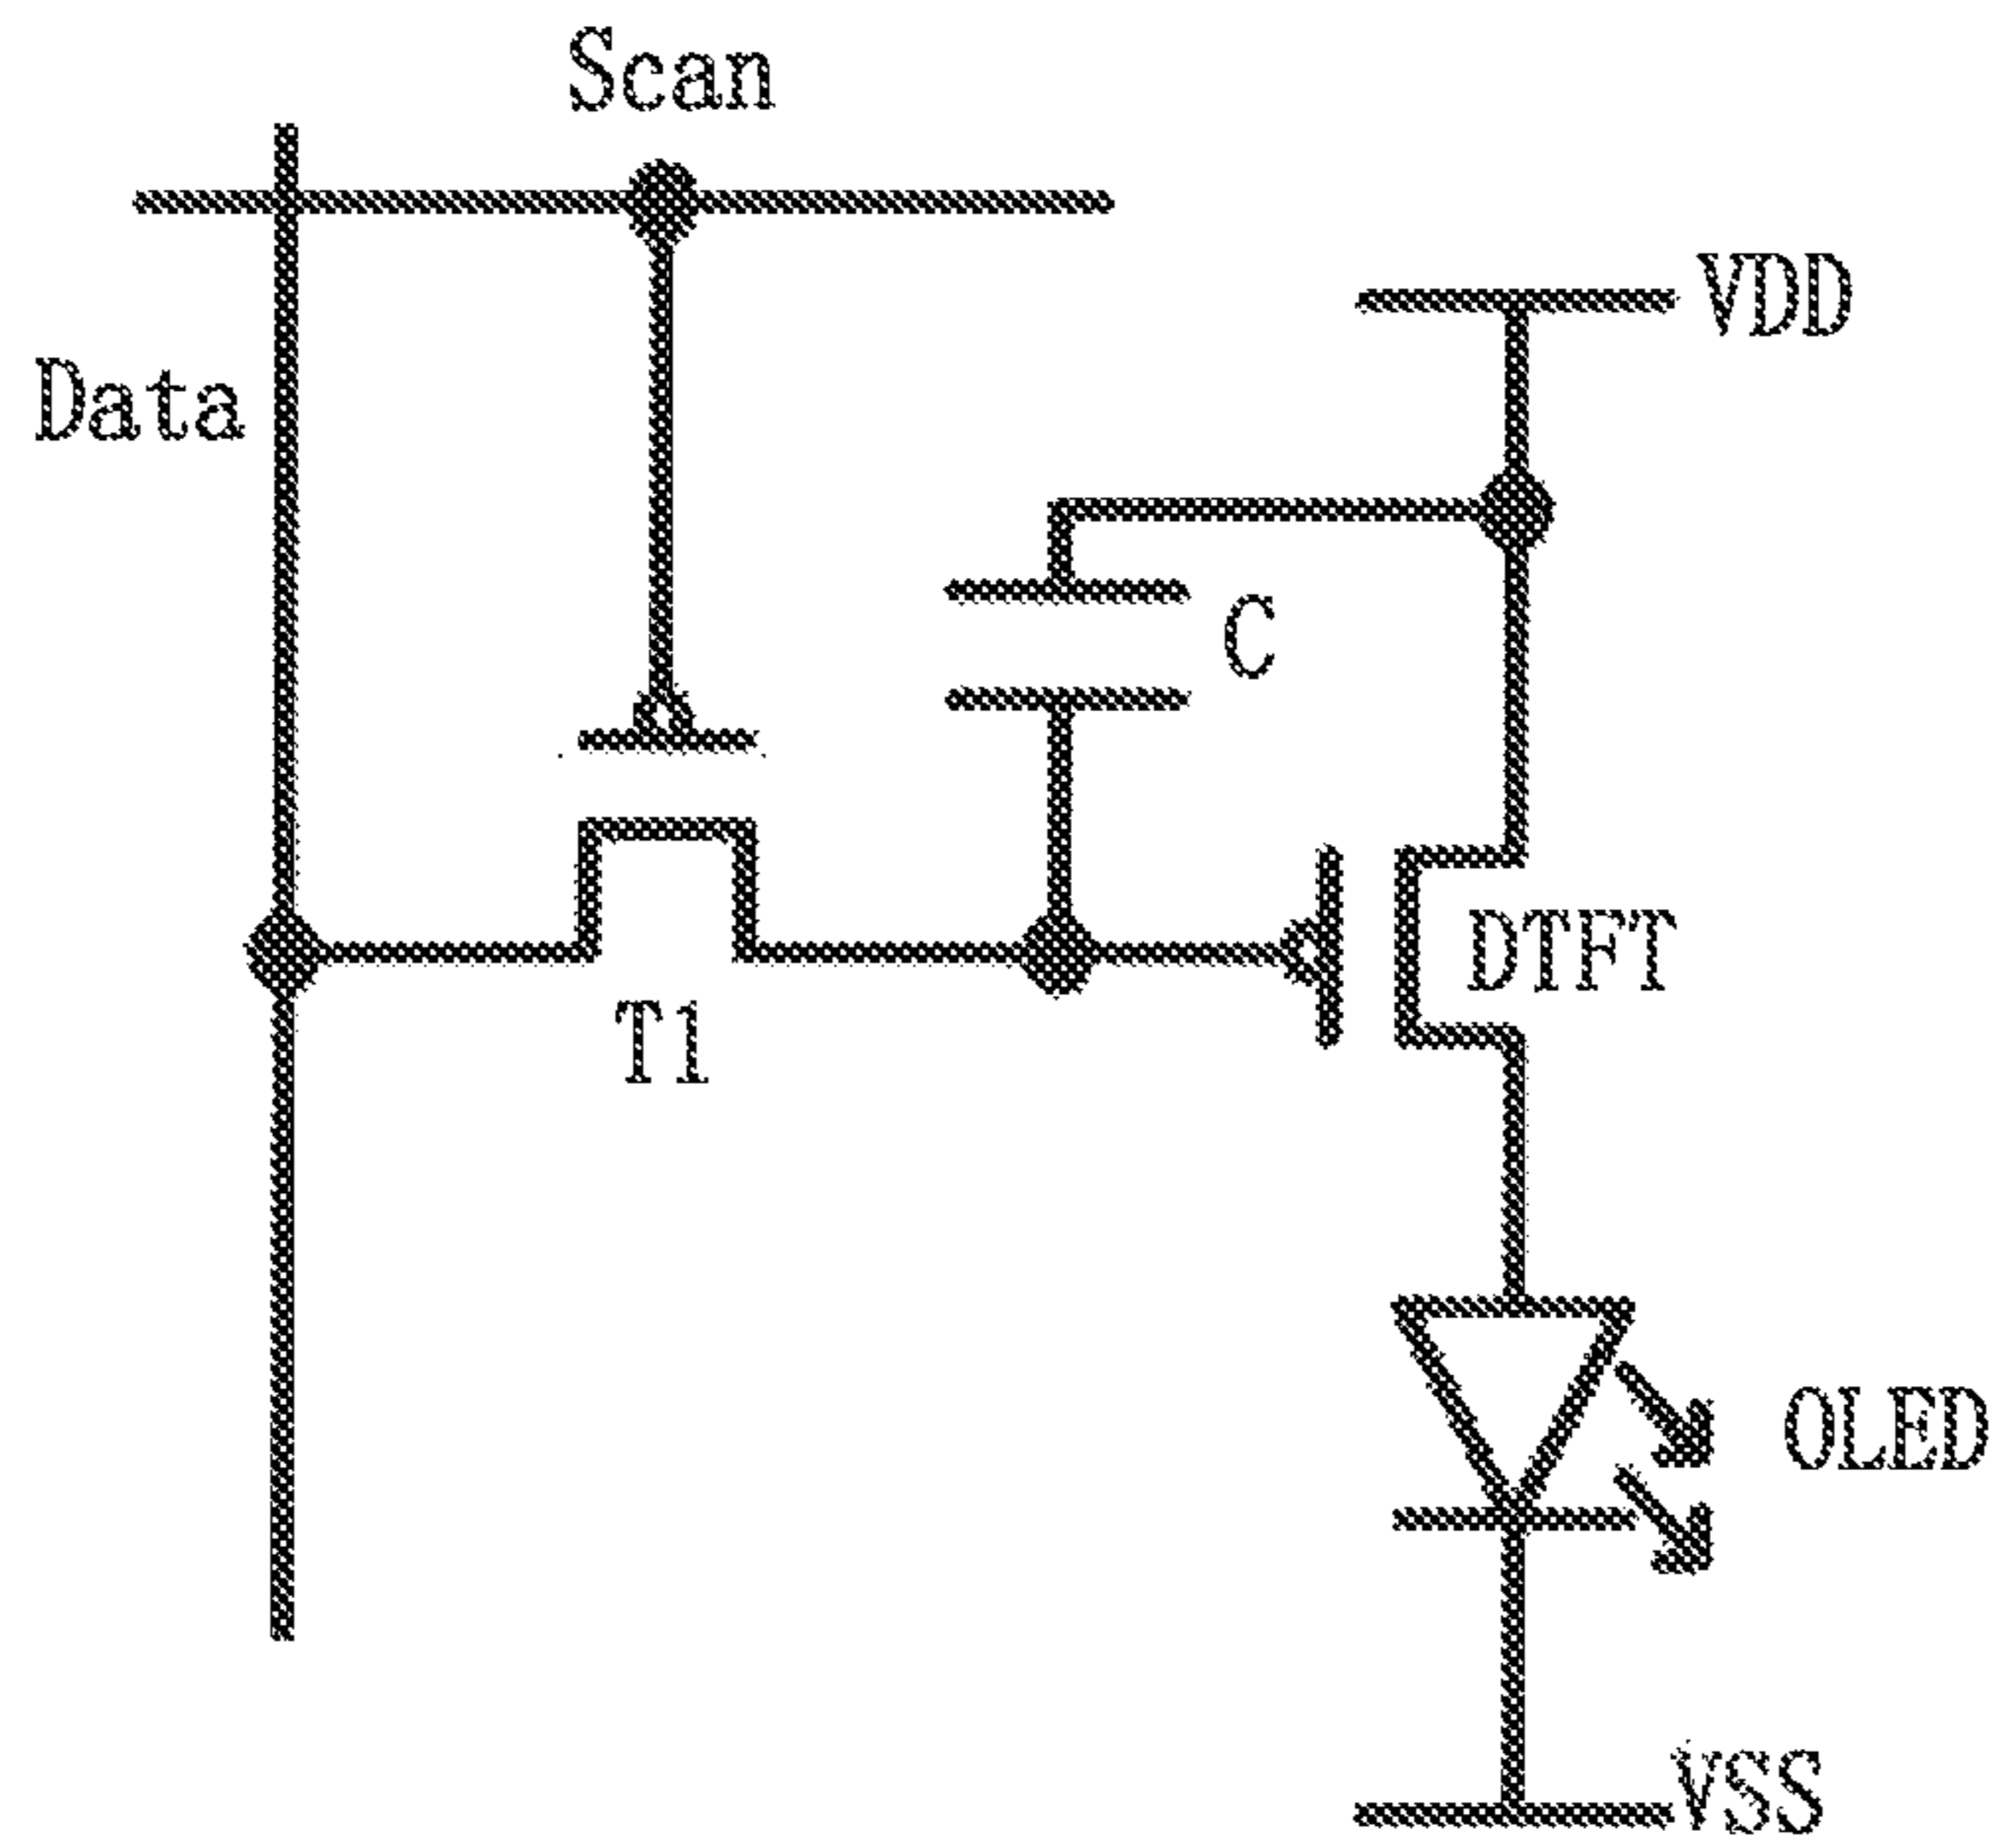 Scan
VDD
Data
C
DTFT
T1
OLED
VSS